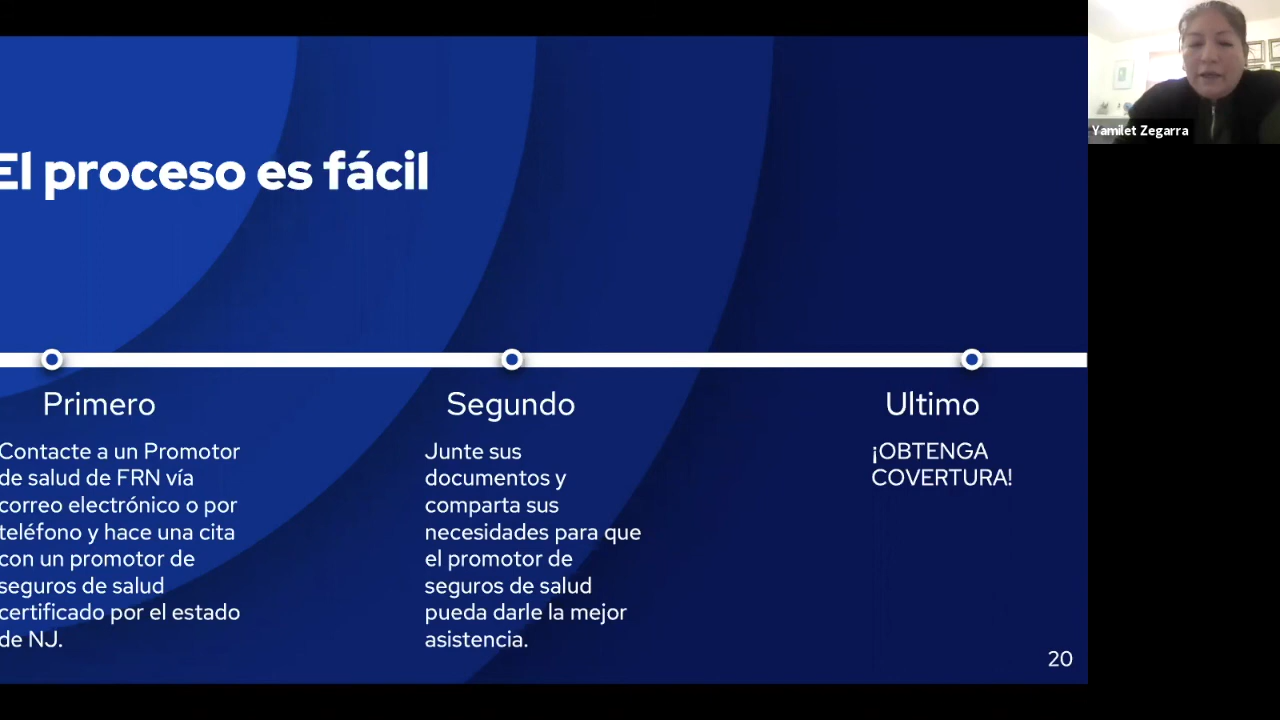 El proceso es fácil
Primero
Contacte a un Promotor
de salud de FRN vía
correo electrónico o por
teléfono y hace una cita
con un promotor de
seguros de salud
certificado por el estado
de NJ.
Segundo
Junte sus
documentos y
comparta sus
necesidades para que
el promotor de
seguros de salud
pueda darle la mejor
asistencia.
Ultimo
¡OBTENGA
COVERTURA!
20
Yamilet Zegarra